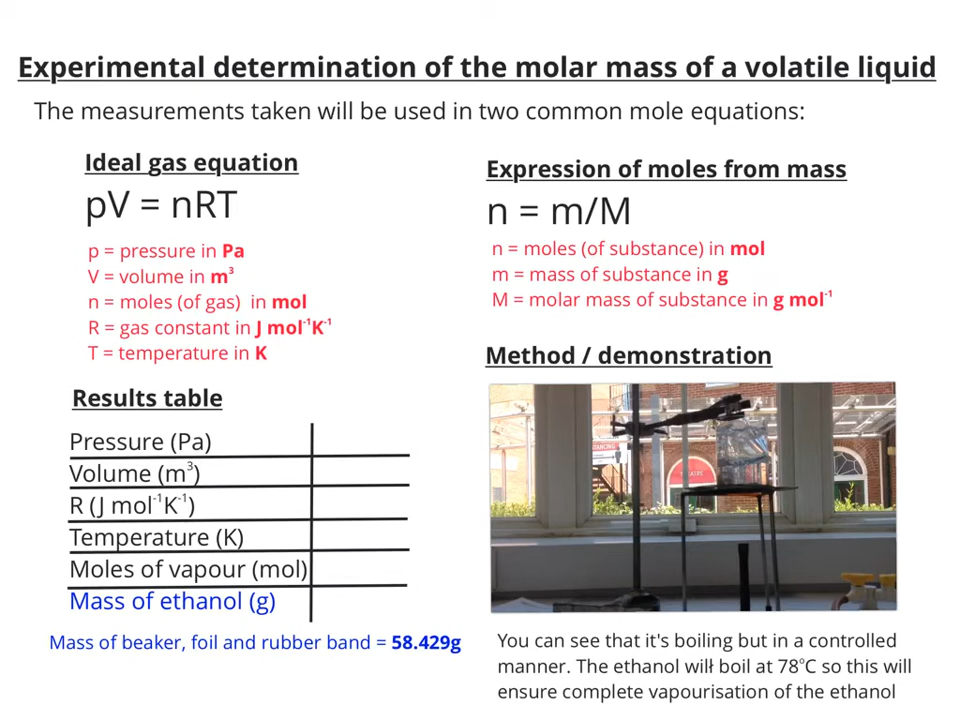 Experimental determination of the molar mass of a volatile liquid
The measurements taken will be used in two common mole equations:
Ideal gas equation
pV = nRT
p = pressure in Pa
V = volume in m³
n = moles (of gas)  in mol
R = gas constant in J mol⁻¹K⁻¹
T = temperature in K
Expression of moles from mass
n = m/M
n = moles (of substance) in mol
m = mass of substance in g
M = molar mass of substance in g mol⁻¹
Results table
Pressure (Pa)
Volume (m³)
R (J mol⁻¹K⁻¹)
Temperature (K)
Moles of vapour (mol)
Mass of ethanol (g)
Mass of beaker, foil and rubber band = 58.429g
Method / demonstration
THEATRE
You can see that it's boiling but in a controlled
manner. The ethanol will boil at 78°C so this will
ensure complete vapourisation of the ethanol